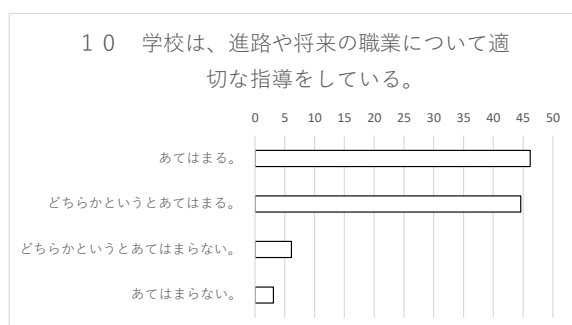 １０　学校は、進路や将来の職業について適
切な指導をしている。
0 5 10 15 20 25 30 35 40 45 50
あてはまる。
どちらかというとあてはまる。
どちらかというとあてはまらない。
あてはまらない。